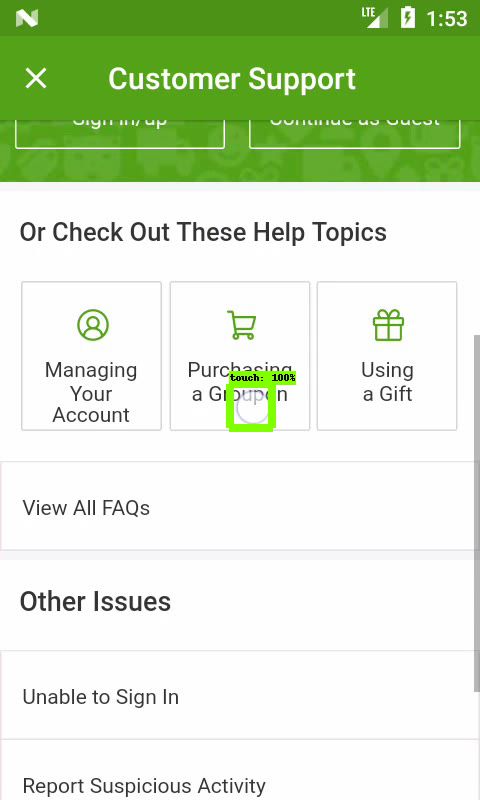 LTE 1:53
Customer Support
Sign in/up
Continue as Guest
Or Check Out These Help Topics
Managing
Your
Account
Purchasing
a Groupon
Using
a Gift
touch: 100%
View All FAQs
Other Issues
Unable to Sign In
Report Suspicious Activity